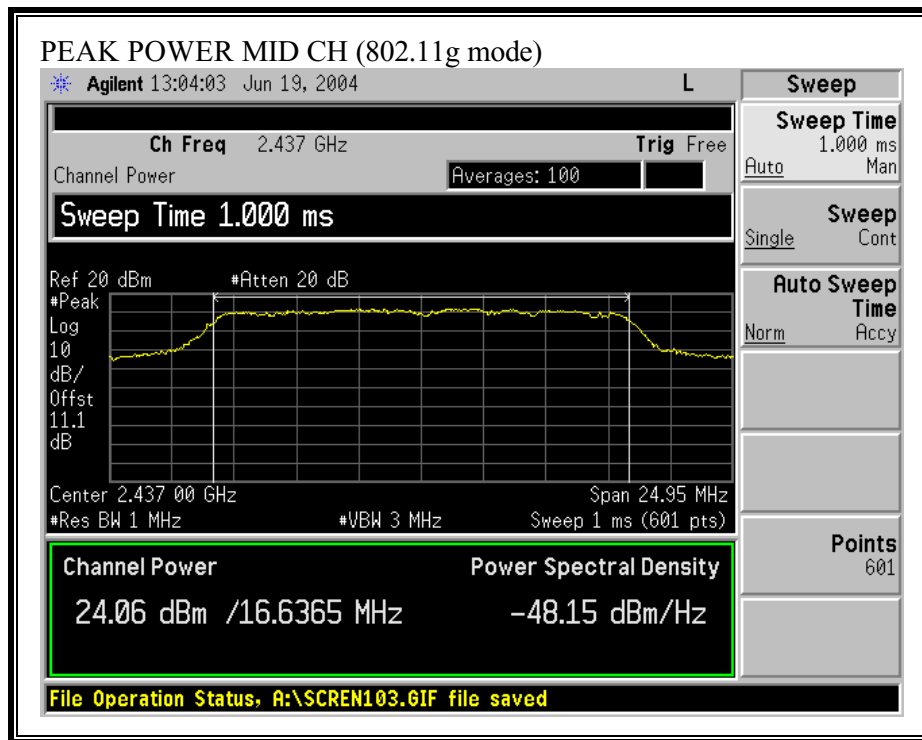 PEAK POWER MID CH (802.11g mode)
Agilent 13:04:03 Jun 19, 2004 L
Sweep
Ch Freq 2.437 GHz Trig Free
Channel Power Averages: 100
Sweep Time 1.000 ms
Ref 20 dBm #Atten 20 dB
#Peak
Log
10
dB/
Offst
11.1
dB
Center 2.437 00 GHz Span 24.95 MHz
#Res BW 1 MHz #VBW 3 MHz Sweep 1 ms (601 pts)
Channel Power Power Spectral Density
24.06 dBm /16.6365 MHz -48.15 dBm/Hz
File Operation Status, A:\SCREN103.GIF file saved
Sweep Time
1.000 ms
Auto Man
Sweep
Single Cont
Auto Sweep
Time
Norm Accy
Points
601